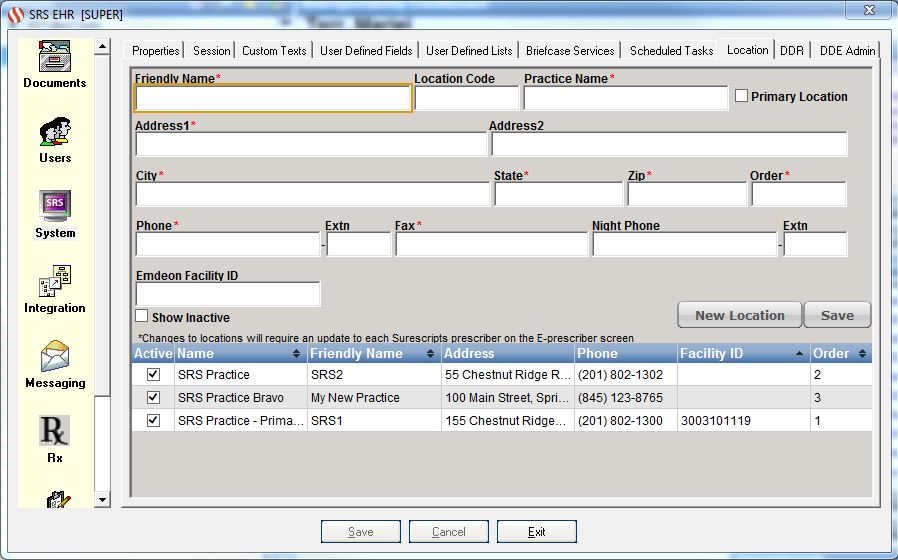 SRS EHR [SUPER]
Documents
Users
SRS
System
Integration
Messaging
Rx
Rx
Properties Session Custom Texts User Defined Fields User Defined Lists Briefcase Services Scheduled Tasks Location DDR DDE Admin
Friendly Name* Location Code Practice Name*
Primary Location
Address1* Address2
City* State* Zip* Order*
Phone* Extn Fax* Night Phone Extn
- -
Emdeon Facility ID
Show Inactive
New Location Save
*Changes to locations will require an update to each Surescripts prescriber on the E-prescriber screen
Active Name Friendly Name Address Phone Facility ID Order
SRS Practice SRS2 55 Chestnut Ridge R... (201) 802-1302 2
SRS Practice Bravo My New Practice 100 Main Street, Spri... (845) 123-8765 3
SRS Practice - Prima... SRS1 155 Chestnut Ridge... (201) 802-1300 3003101119 1
Save Cancel Exit